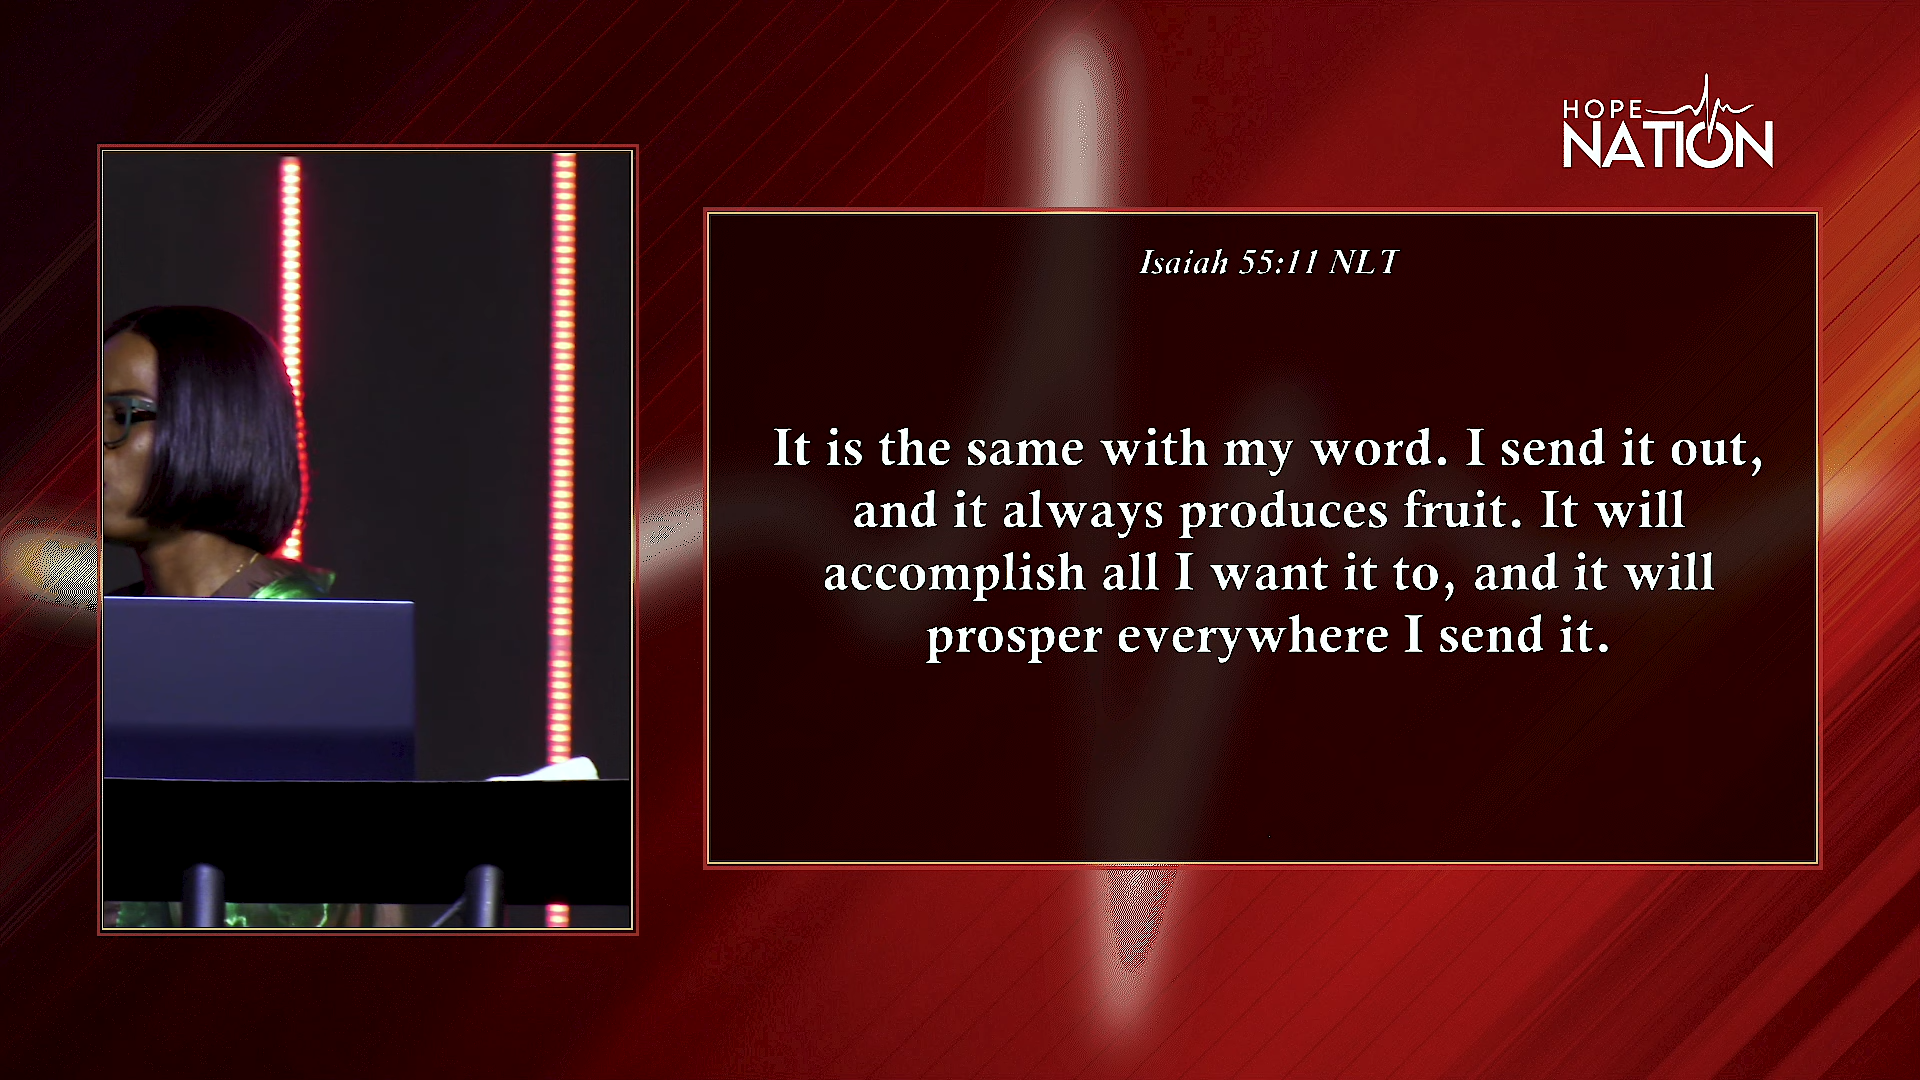 HOPE
NATION
Isaiah 55:11 NLT
It is the same with my word. I send it out,
and it always produces fruit. It will
accomplish all I want it to, and it will
prosper everywhere I send it.